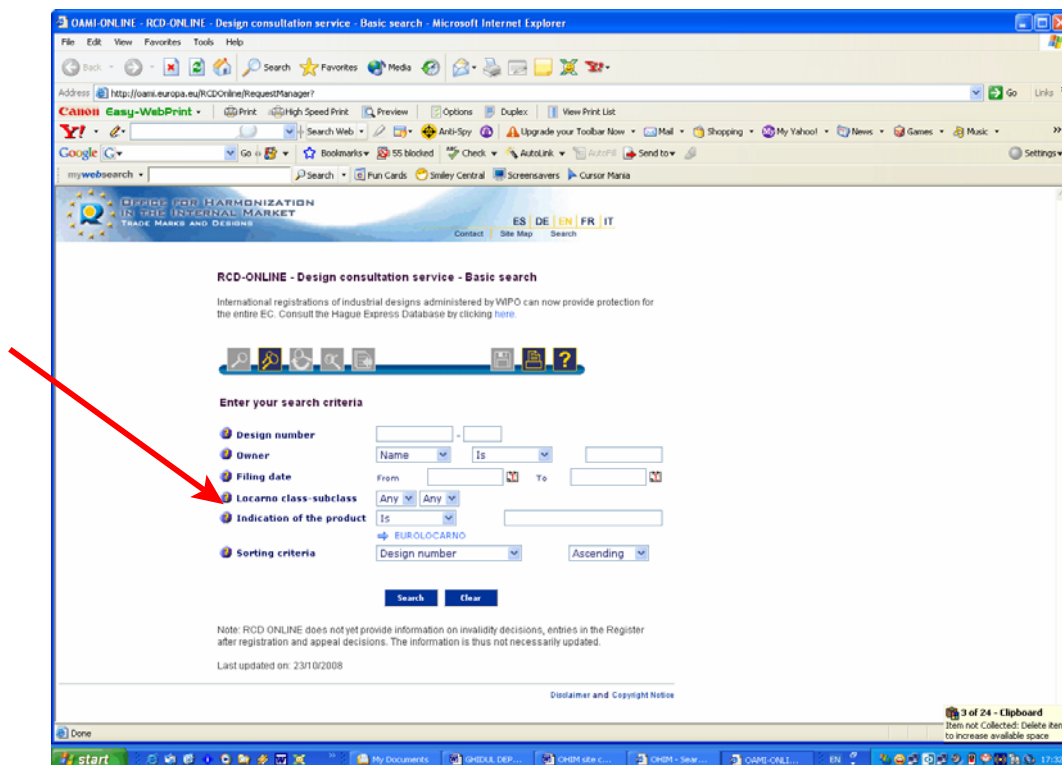 OAMI-ONLINE - RCD-ONLINE - Design consultation service - Basic search - Microsoft Internet Explorer
File Edit View Favorites Tools Help
Back Search Favorites Media
Address http://oami.europa.eu/RCDOnline/RequestManager? Go Links
Canon Easy-WebPrint Print High Speed Print Preview Options Duplex View Print List
Y! Search Web Anti-Spy Upgrade your Toolbar Now Mail Shopping My Yahoo! News Games Music »
Google G Go Bookmarks 55 blocked Check AutoLink AutoFill Send to Settings
mywebsearch Search Fun Cards Smiley Central Screensavers Cursor Mania
OFFICE FOR HARMONIZATION
IN THE INTERNAL MARKET
TRADE MARKS AND DESIGNS
ES DE EN FR IT
Contact Site Map Search
RCD-ONLINE - Design consultation service - Basic search
International registrations of industrial designs administered by WIPO can now provide protection for
the entire EC. Consult the Hague Express Database by clicking here.
Enter your search criteria
Design number -
Owner Name Is
Filing date From To
Locarno class-subclass Any Any
Indication of the product Is
EUROLOCARNO
Sorting criteria Design number Ascending
Search Clear
Note: RCD ONLINE does not yet provide information on invalidity decisions, entries in the Register
after registration and appeal decisions. The information is thus not necessarily updated.
Last updated on: 23/10/2008
Disclaimer and Copyright Notice
3 of 24 - Clipboard
Item not Collected: Delete item
to increase available space
Done
start My Documents GHIDUL DEP... OHIM site c... OHIM - Sear... OAMI-ONLI... EN